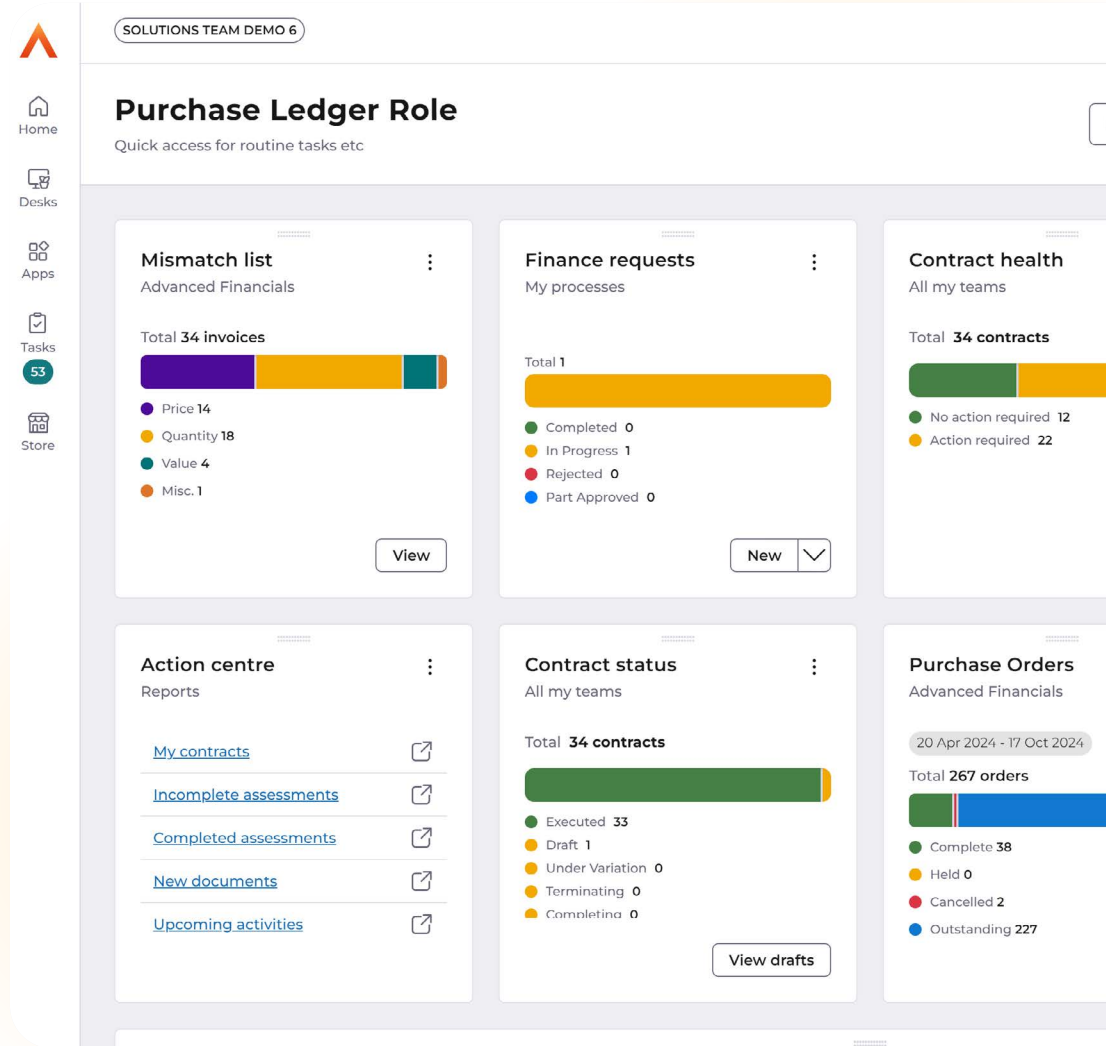 SOLUTIONS TEAM DEMO 6
Home
Desks
Apps
Tasks
53
Store
Purchase Ledger Role
Quick access for routine tasks etc
Mismatch list
Advanced Financials
Total 34 invoices
Price 14
Quantity 18
Value 4
Misc. 1
View
Finance requests
My processes
Total 1
Completed 0
In Progress 1
Rejected 0
Part Approved 0
New
Contract health
All my teams
Total 34 contracts
No action required 12
Action required 22
Action centre
Reports
My contracts
Incomplete assessments
Completed assessments
New documents
Upcoming activities
Contract status
All my teams
Total 34 contracts
Executed 33
Draft 1
Under Variation 0
Terminating 0
Completing 0
View drafts
Purchase Orders
Advanced Financials
20 Apr 2024 - 17 Oct 2024
Total 267 orders
Complete 38
Held 0
Cancelled 2
Outstanding 227